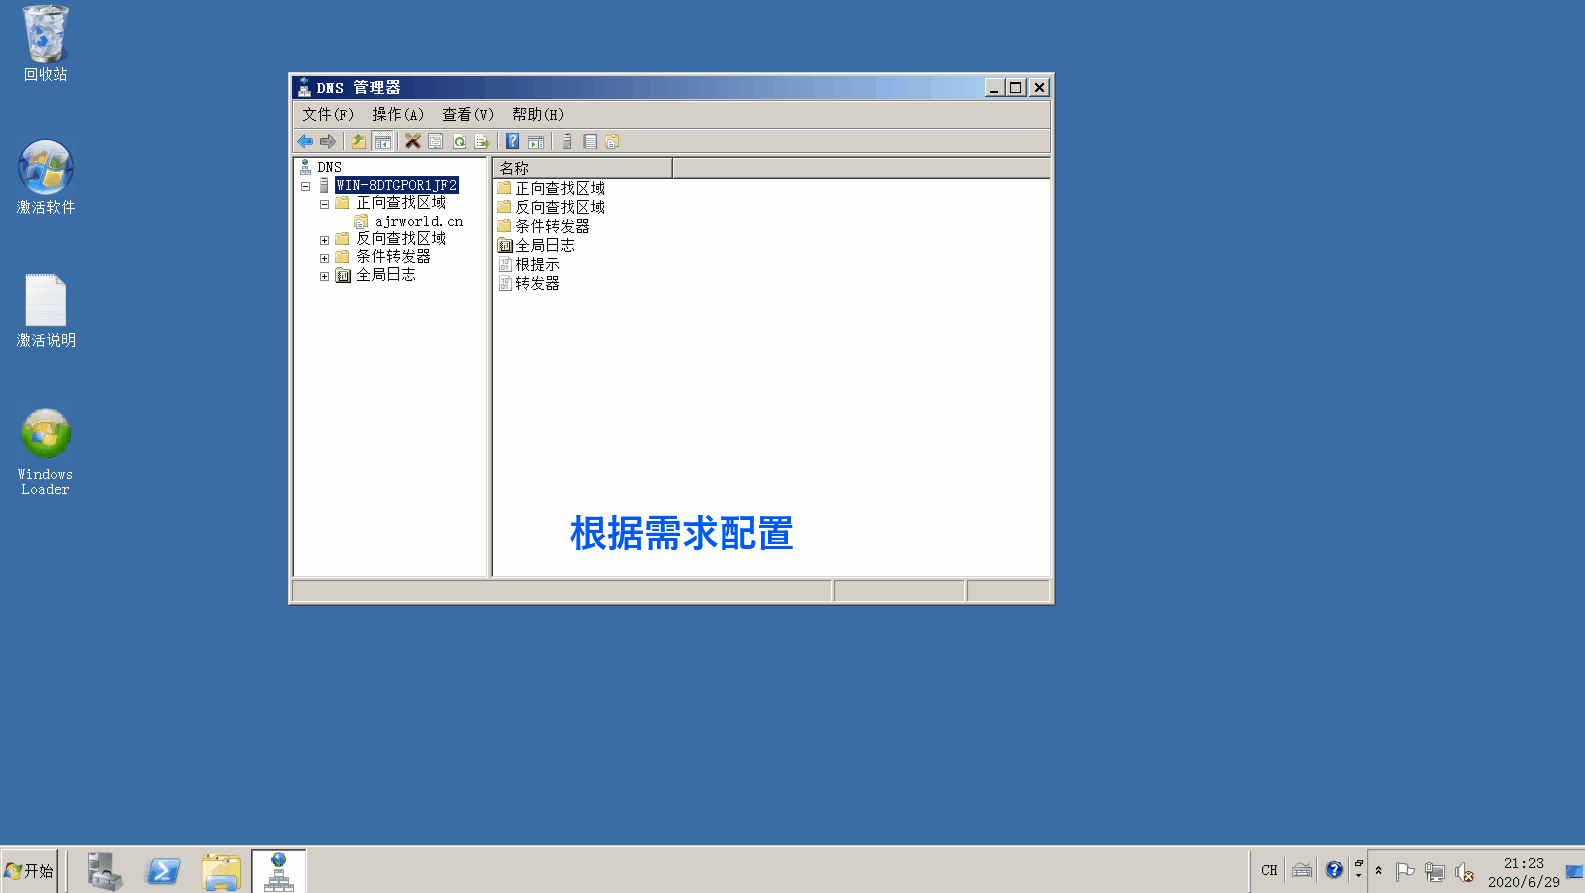 回收站
激活软件
激活说明
Windows
Loader
DNS 管理器
文件(F) 操作(A) 查看(V) 帮助(H)
DNS
WIN-8DTGPOR1JF2
正向查找区域
ajrworld.cn
反向查找区域
条件转发器
全局日志
名称
正向查找区域
反向查找区域
条件转发器
全局日志
根提示
转发器
根据需求配置
开始
CH
21:23
2020/6/29